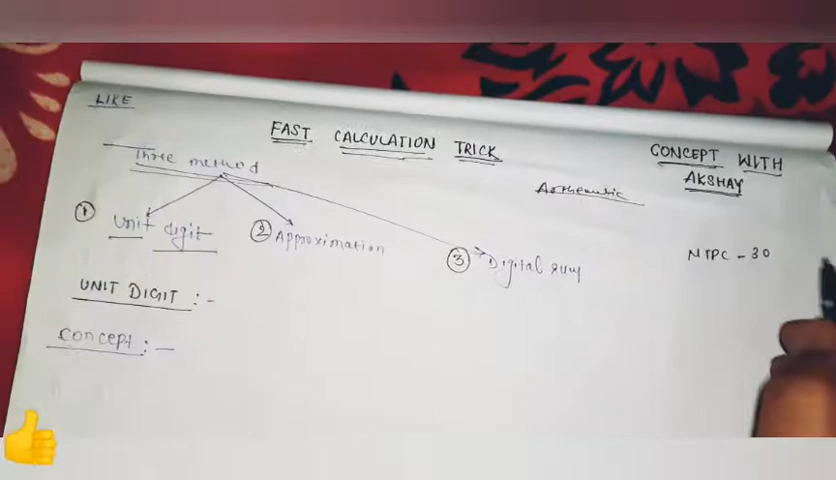 LIKE
FAST CALCULATION TRICK
CONCEPT WITH
AKSHAY
Three method
Arthematic
① Unit digit
② Approximation
③ Digital sum
NTPC - 30
UNIT DIGIT : -
Concept : -